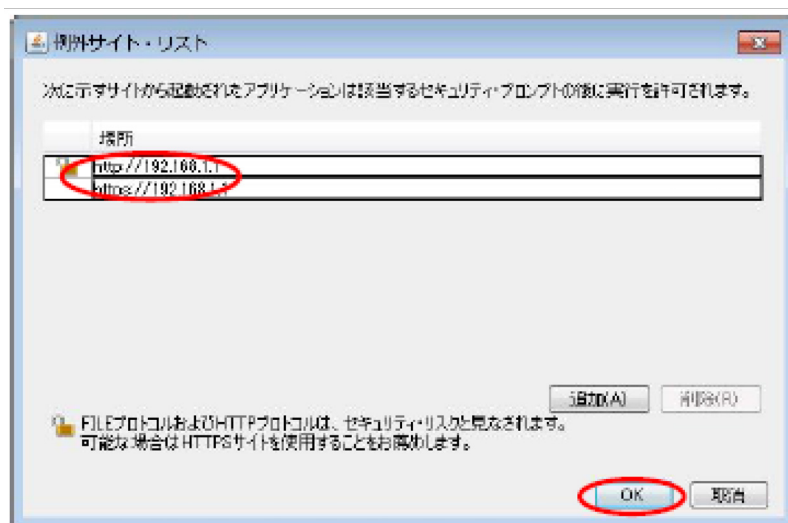 例外サイト・リスト
次に示すサイトから起動されたアプリケーションは該当するセキュリティ・プロンプトの後に実行を許可されます。
場所
http://192.168.1.1
https://192.168.1.1
追加(A) 削除(R)
FILEプロトコルおよびHTTPプロトコルは、セキュリティ・リスクと見なされます。
可能な場合はHTTPSサイトを使用することをお薦めします。
OK 取消